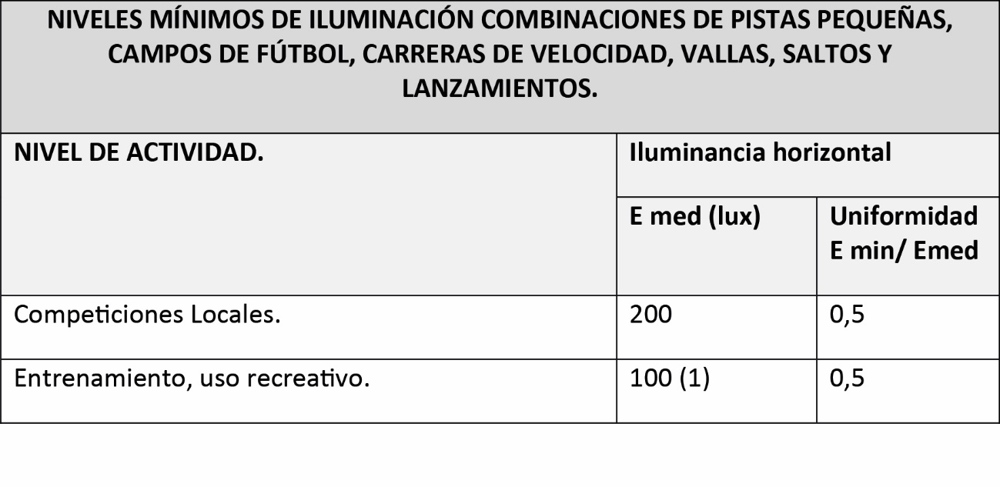 NIVELES MÍNIMOS DE ILUMINACIÓN COMBINACIONES DE PISTAS PEQUEÑAS,
CAMPOS DE FÚTBOL, CARRERAS DE VELOCIDAD, VALLAS, SALTOS Y
LANZAMIENTOS.
NIVEL DE ACTIVIDAD.
Iluminancia horizontal
E med (lux)
Uniformidad
E min/ Emed
Competiciones Locales.
200
0,5
Entrenamiento, uso recreativo.
100 (1)
0,5